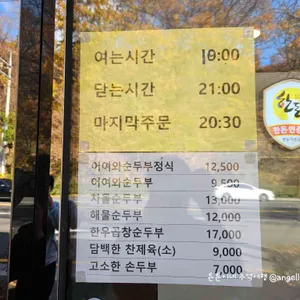 여는시간 10:00
닫는시간 21:00
마지막주문 20:30
어여와순두부정식 12,500
어여와순두부 9,500
차돌순두부 13,000
해물순두부 12,000
한우곱창순두부 17,000
담백한 찬제육(소) 9,000
고소한 손두부 7,000
한돈